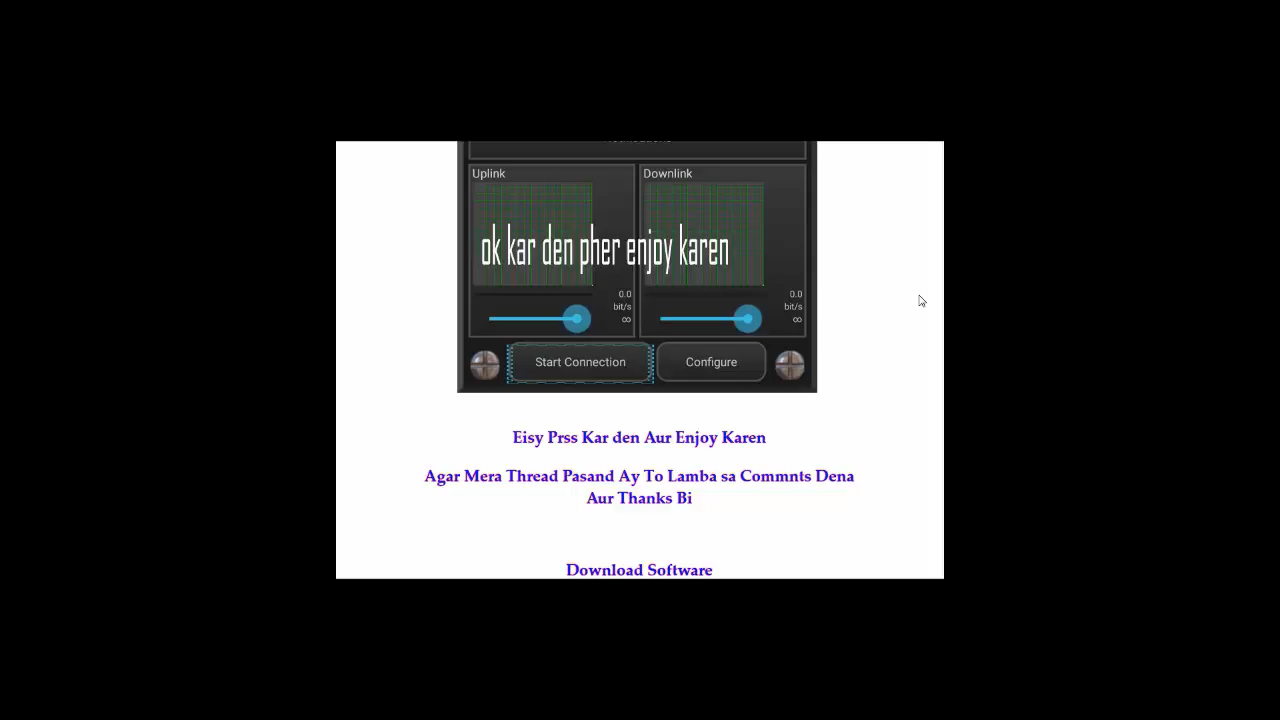 Uplink
Downlink
ok kar den pher enjoy karen
0.0
bit/s
∞
0.0
bit/s
∞
Start Connection
Configure
Eisy Prss Kar den Aur Enjoy Karen
Agar Mera Thread Pasand Ay To Lamba sa Commnts Dena
Aur Thanks Bi
Download Software